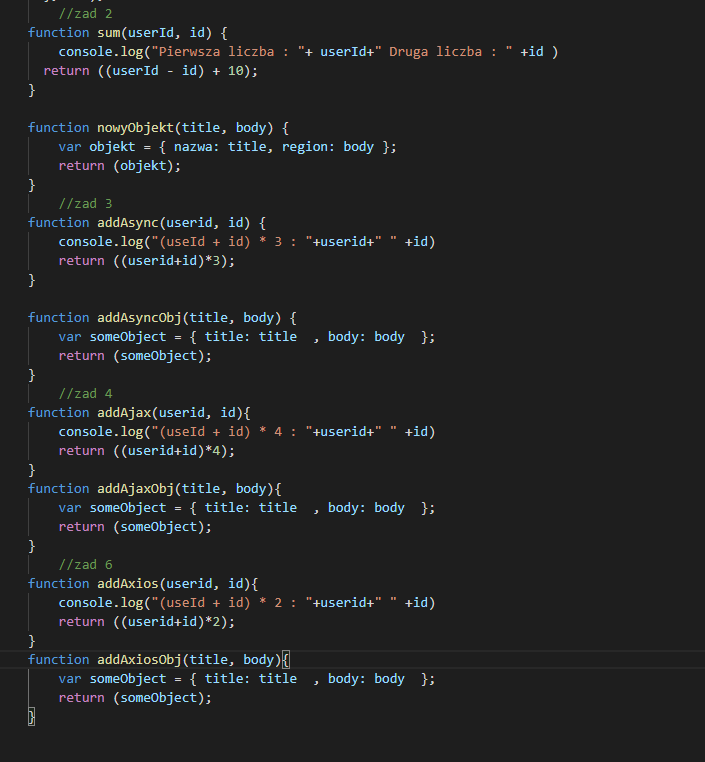 //zad 2
function sum(userId, id) {
console.log("Pierwsza liczba : "+ userId+" Druga liczba : " +id )
return ((userId - id) + 10);
}
function nowyObjekt(title, body) {
var objekt = { nazwa: title, region: body };
return (objekt);
}
//zad 3
function addAsync(userid, id) {
console.log("(useId + id) * 3 : "+userid+" " +id)
return ((userid+id)*3);
}
function addAsyncObj(title, body) {
var someObject = { title: title  , body: body  };
return (someObject);
}
//zad 4
function addAjax(userid, id){
console.log("(useId + id) * 4 : "+userid+" " +id)
return ((userid+id)*4);
}
function addAjaxObj(title, body){
var someObject = { title: title  , body: body  };
return (someObject);
}
//zad 6
function addAxios(userid, id){
console.log("(useId + id) * 2 : "+userid+" " +id)
return ((userid+id)*2);
}
function addAxiosObj(title, body){
var someObject = { title: title  , body: body  };
return (someObject);
}